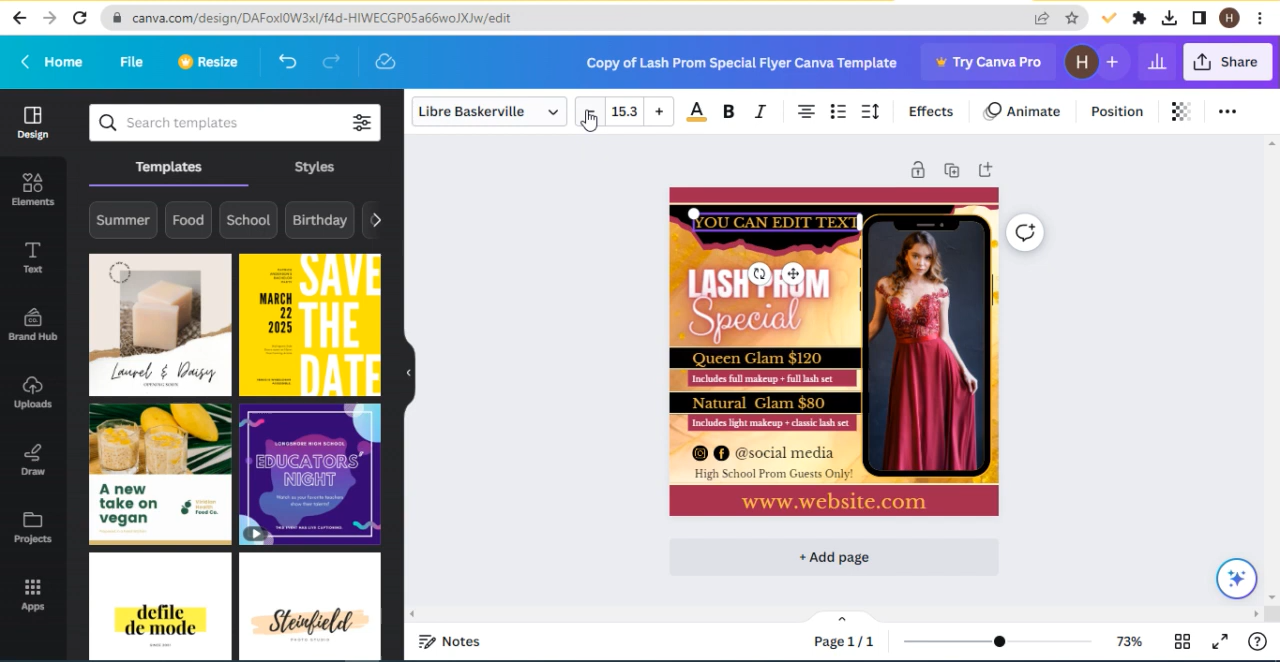 canva.com/design/DAFoxI0W3xI/f4d-HIWECGP05a66woJXJw/edit
H
Home
File
Resize
Copy of Lash Prom Special Flyer Canva Template
Try Canva Pro
H
+
Share
Design
Elements
Text
Brand Hub
Uploads
Draw
Projects
Apps
Search templates
Templates
Styles
Summer
Food
School
Birthday
Laurel & Daisy
MARCH
22
2025
SAVE
THE
DATE
A new
take on
vegan
EDUCATORS'
NIGHT
defile
de mode
Steinfield
Libre Baskerville
15.3
+
A
B
I
Effects
Animate
Position
YOU CAN EDIT TEXT
LASH PROM
Special
Queen Glam $120
Includes full makeup + full lash set
Natural Glam $80
Includes light makeup + classic lash set
@social media
High School Prom Guests Only!
www.website.com
+ Add page
Notes
Page 1 / 1
73%